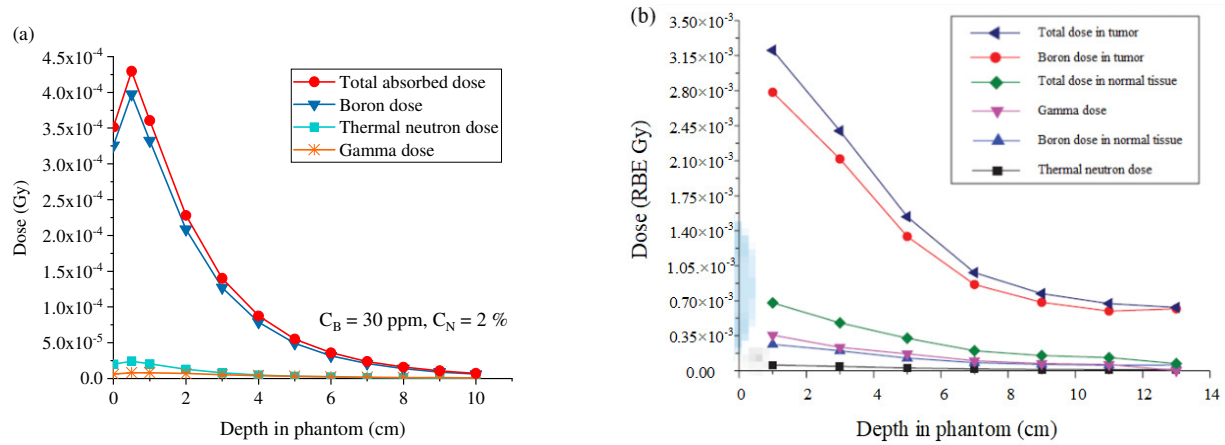 (a)
4.5x10⁻⁴
4.0x10⁻⁴
3.5x10⁻⁴
3.0x10⁻⁴
2.5x10⁻⁴
2.0x10⁻⁴
1.5x10⁻⁴
1.0x10⁻⁴
5.0x10⁻⁵
0.0
Dose (Gy)
Total absorbed dose
Boron dose
Thermal neutron dose
Gamma dose
C_B = 30 ppm, C_N = 2 %
0 2 4 6 8 10
Depth in phantom (cm)
(b)
3.50×10⁻³
3.15×10⁻³
2.80×10⁻³
2.45×10⁻³
2.10×10⁻³
1.75×10⁻³
1.40×10⁻³
1.05×10⁻³
0.70×10⁻³
0.35×10⁻³
0.00
Dose (RBE Gy)
Total dose in tumor
Boron dose in tumor
Total dose in normal tissue
Gamma dose
Boron dose in normal tissue
Thermal neutron dose
0 2 4 6 8 10 12 14
Depth in phantom (cm)